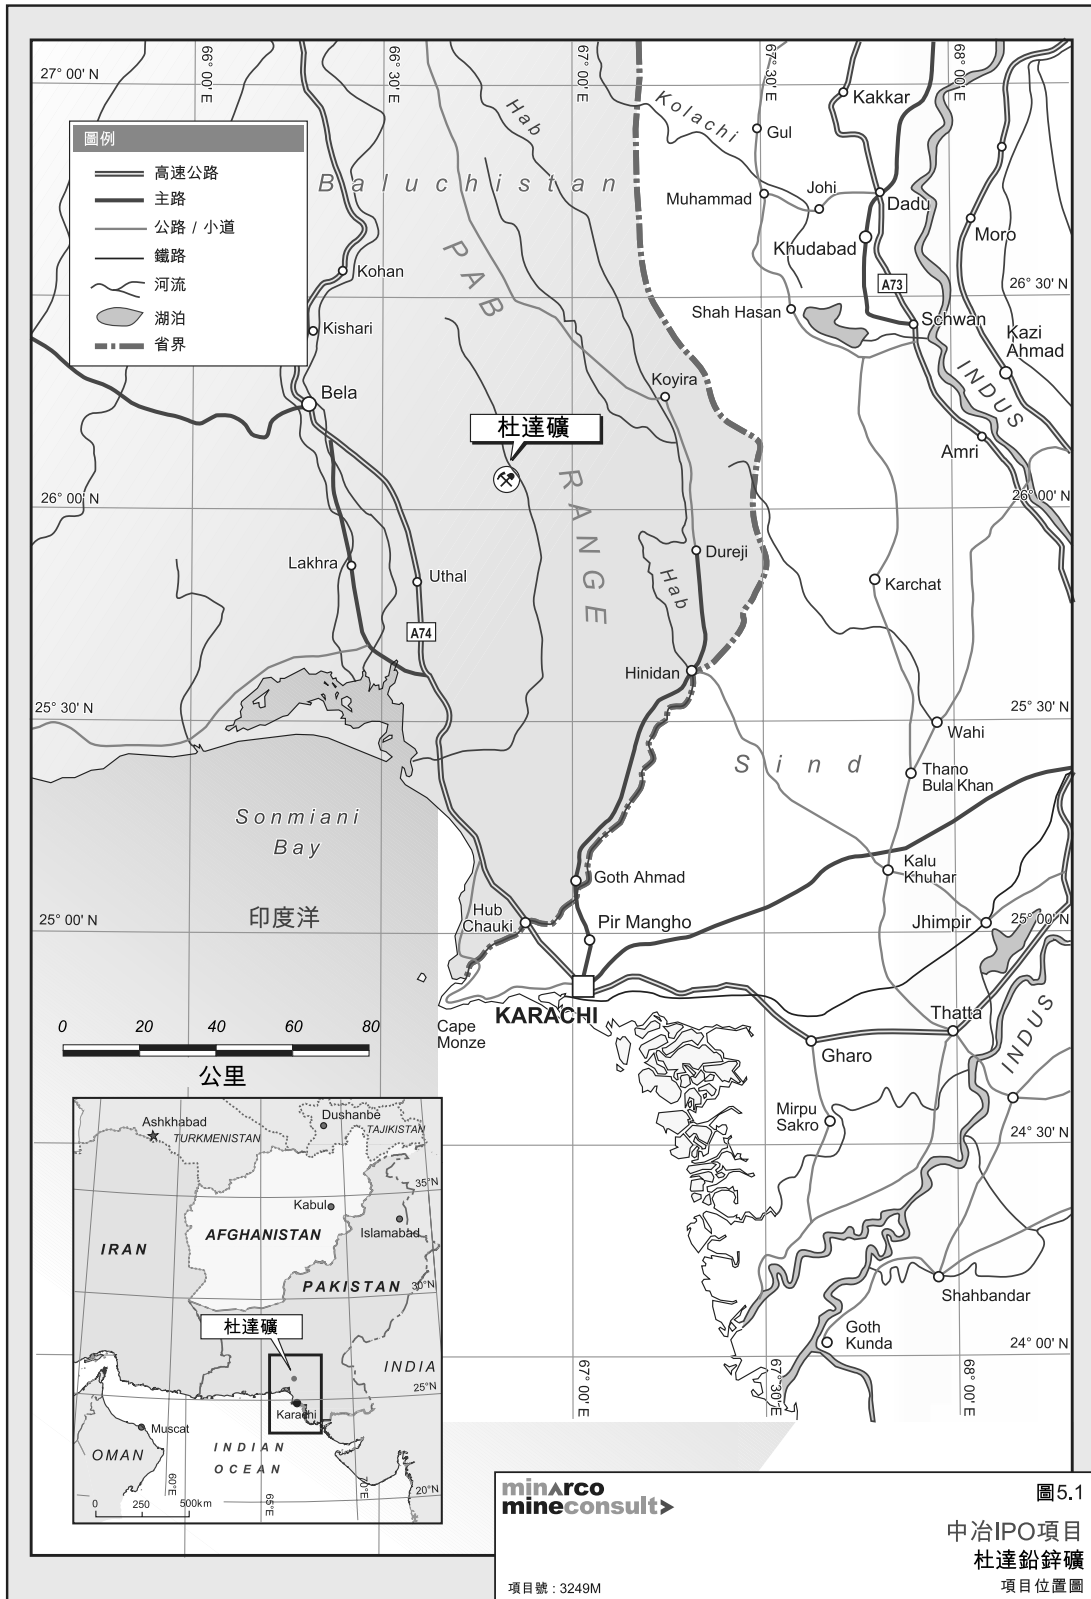 66° 00' E
66° 30' E
67° 00' E
67° 30' E
68° 00' E
27° 00' N
圖例
高速公路
主路
公路 / 小道
鐵路
河流
湖泊
省界
Hab
Kolachi
Kakkar
Gul
Baluchistan
Muhammad
Johi
Dadu
Khudabad
Moro
PAB
Kohan
A73
26° 30' N
Kishari
Shah Hasan
Schwan
Kazi
Ahmad
INDUS
Koyira
Bela
杜達礦
Amri
RANGE
26° 00' N
26° 00' N
Dureji
Lakhra
Uthal
Hab
Karchat
A74
Hinidan
25° 30' N
25° 30' N
Wahi
Sind
Thano
Bula Khan
Sonmiani
Bay
Goth Ahmad
Kalu
Khuhar
印度洋
25° 00' N
Hub
Chauki
Pir Mangho
Jhimpir
25° 00' N
KARACHI
Cape
Monze
Thatta
INDUS
Gharo
0 20 40 60 80
公里
Mirpu
Sakro
24° 30' N
Ashkhabad
TURKMENISTAN
Dushanbe
TAJIKISTAN
35°N
Kabul
Islamabad
AFGHANISTAN
IRAN
PAKISTAN
30°N
杜達礦
INDIA
25°N
Karachi
Muscat
OMAN
INDIAN
OCEAN
60°E
65°E
70°E
20°N
0 250 500km
Shahbandar
Goth
Kunda
24° 00' N
67° 00' E
67° 30' E
68° 00' E
minarco
mineconsult
圖5.1
中冶IPO項目
杜達鉛鋅礦
項目位置圖
項目號 : 3249M